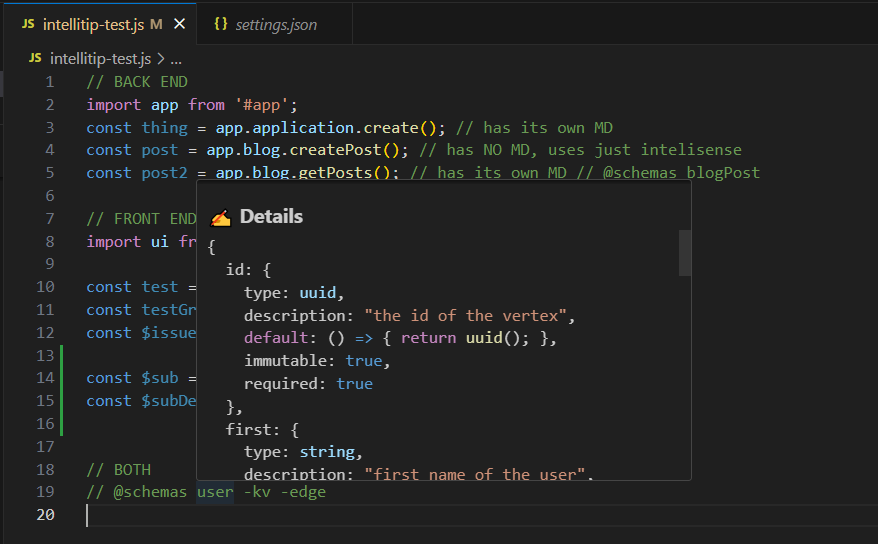 JS intellitip-test.js M ×
{} settings.json
JS intellitip-test.js > ...
1 // BACK END
2 import app from '#app';
3 const thing = app.application.create(); // has its own MD
4 const post = app.blog.createPost(); // has NO MD, uses just intelisense
5 const post2 = app.blog.getPosts(); // has its own MD // @schemas blogPost
6
7 // FRONT END
8 import ui fr
9
10 const test =
11 const testGr
12 const $issue
13
14 const $sub =
15 const $subDe
16
17
18 // BOTH
19 // @schemas user -kv -edge
20
✍ Details
{
id: {
type: uuid,
description: "the id of the vertex",
default: () => { return uuid(); },
immutable: true,
required: true
},
first: {
type: string,
description: "first name of the user",